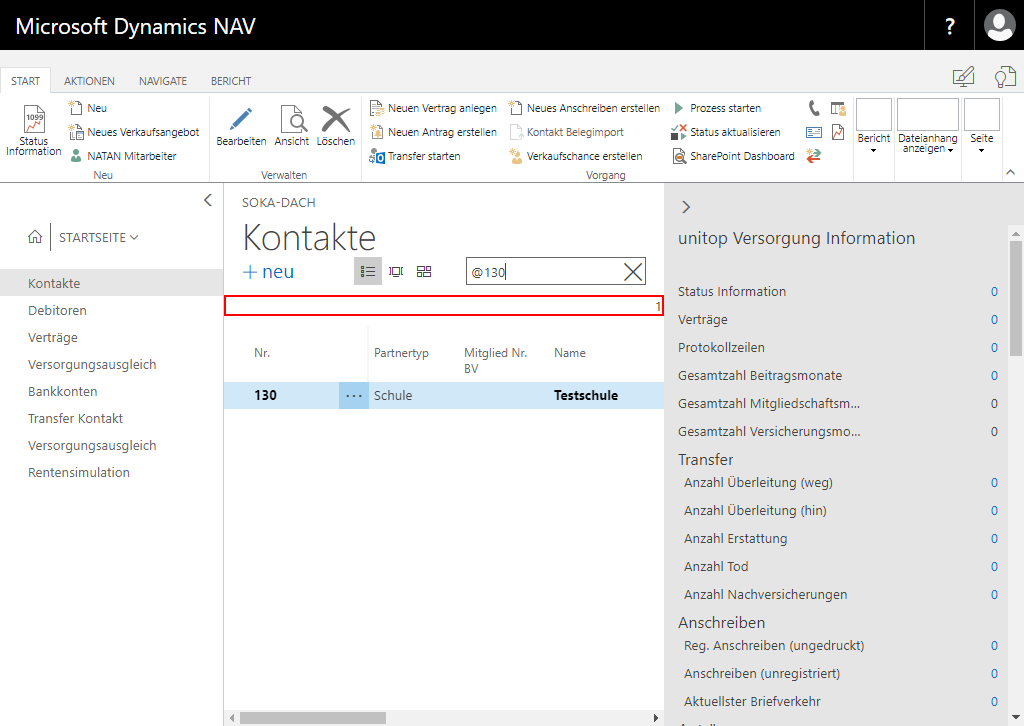 Microsoft Dynamics NAV
?
START
AKTIONEN
NAVIGATE
BERICHT
1099
Status
Information
Neu
Neues Verkaufsangebot
NATAN Mitarbeiter
Neu
Bearbeiten
Ansicht
Löschen
Verwalten
Neuen Vertrag anlegen
Neuen Antrag erstellen
Transfer starten
Neues Anschreiben erstellen
Kontakt Belegimport
Verkaufschance erstellen
Prozess starten
Status aktualisieren
SharePoint Dashboard
Vorgang
Bericht
Dateianhang
anzeigen
Seite
STARTSEITE
Kontakte
Debitoren
Verträge
Versorgungsausgleich
Bankkonten
Transfer Kontakt
Versorgungsausgleich
Rentensimulation
SOKA-DACH
Kontakte
+ neu
@130
1
Nr.
Partnertyp
Mitglied Nr.
BV
Name
130
...
Schule
Testschule
unitop Versorgung Information
Status Information 0
Verträge 0
Protokollzeilen 0
Gesamtzahl Beitragsmonate 0
Gesamtzahl Mitgliedschaftsm... 0
Gesamtzahl Versicherungsmo... 0
Transfer
Anzahl Überleitung (weg) 0
Anzahl Überleitung (hin) 0
Anzahl Erstattung 0
Anzahl Tod 0
Anzahl Nachversicherungen 0
Anschreiben
Reg. Anschreiben (ungedruckt) 0
Anschreiben (unregistriert) 0
Aktuellster Briefverkehr 0